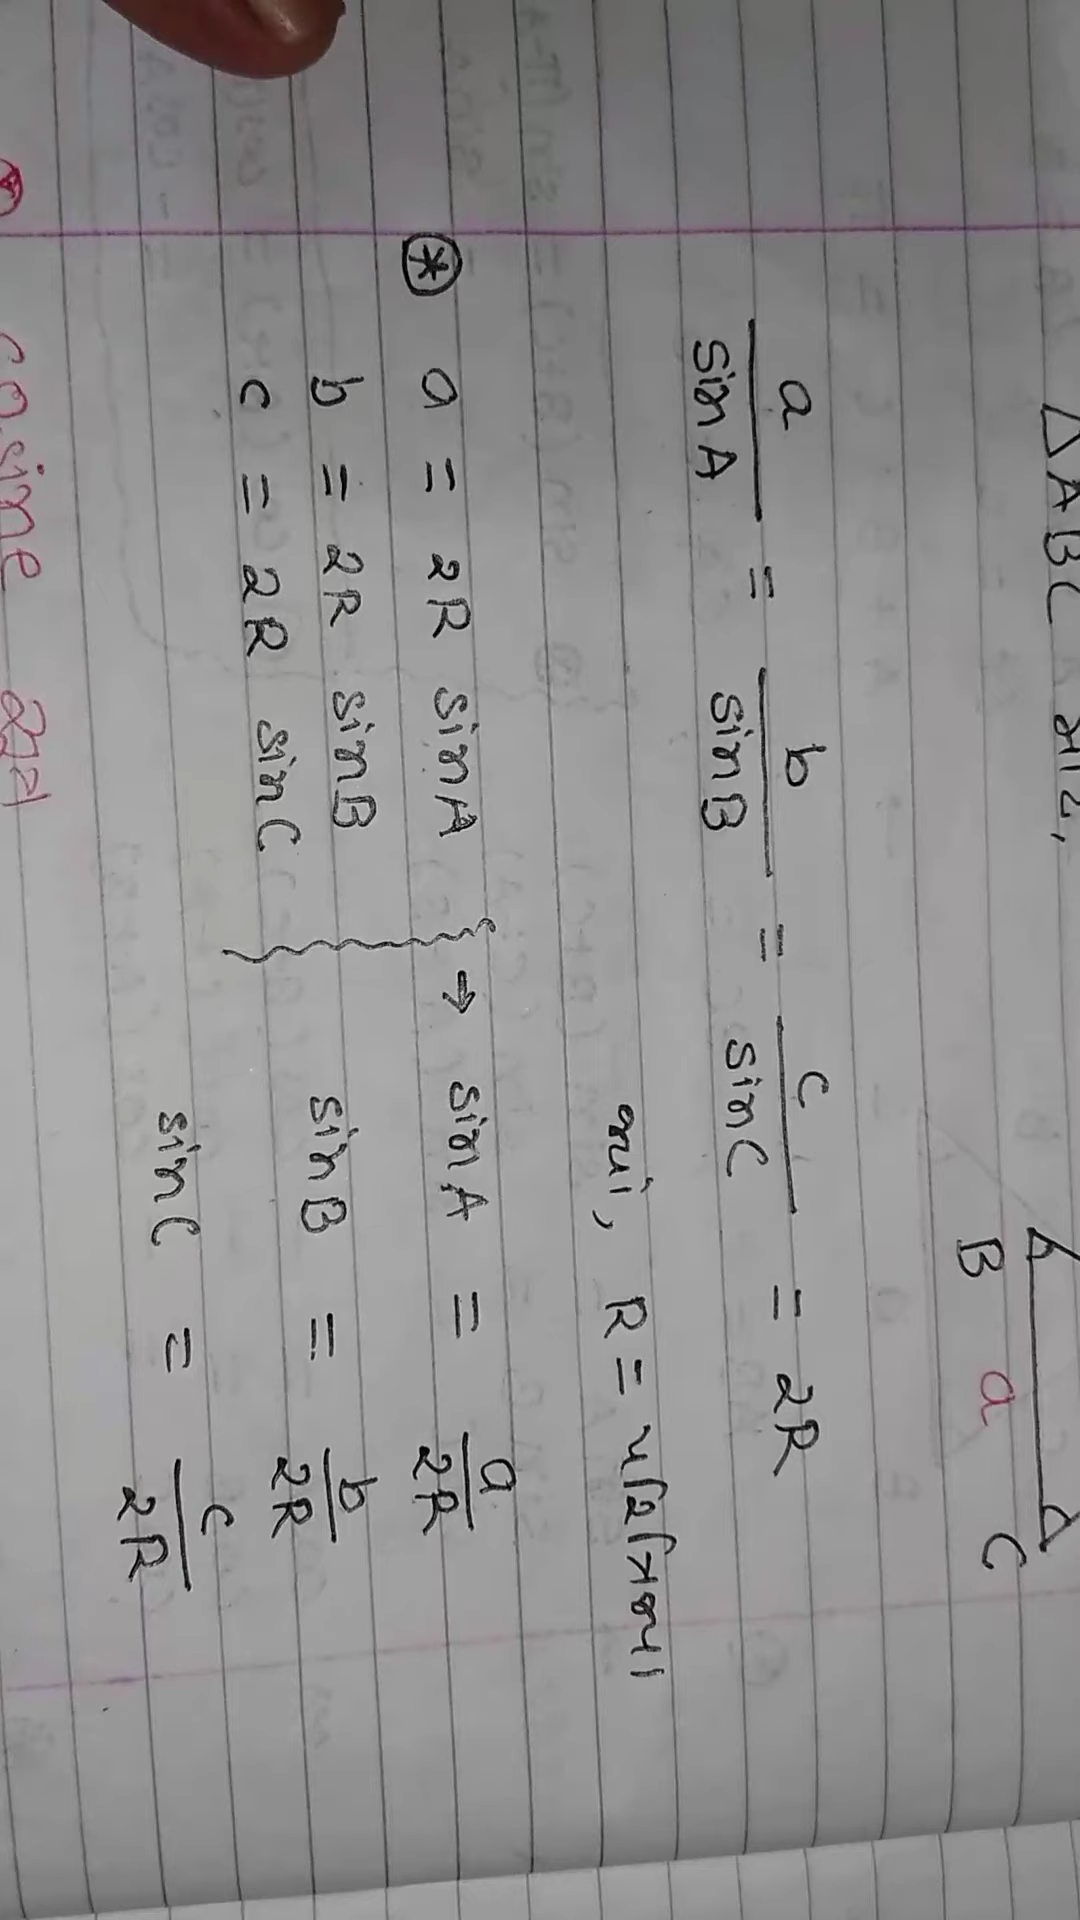 ΔABC માટે,
B a C
a/sinA = b/sinB = c/sinC = 2R
જ્યાં, R = પરિત્રિજ્યા
⊛ a = 2R sinA → sinA = a/2R
b = 2R sinB sinB = b/2R
c = 2R sinC sinC = c/2R
cosine સૂત્ર